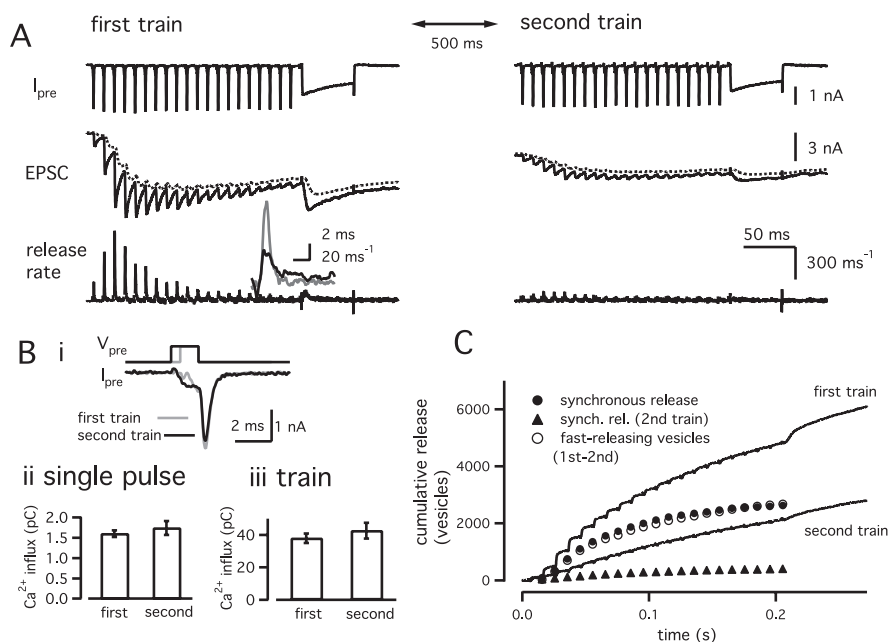 A
first train
500 ms
second train
I pre
1 nA
EPSC
3 nA
release rate
2 ms
20 ms⁻¹
50 ms
300 ms⁻¹
B i
V pre
I pre
first train
second train
2 ms
1 nA
ii single pulse
Ca²⁺ influx (pC)
2.0
1.5
1.0
0.5
0.0
first
second
iii train
Ca²⁺ influx (pC)
40
20
0
first
second
C
synchronous release
synch. rel. (2nd train)
fast-releasing vesicles
(1st-2nd)
first train
second train
cumulative release
(vesicles)
6000
4000
2000
0
0.0
0.1
0.2
time (s)